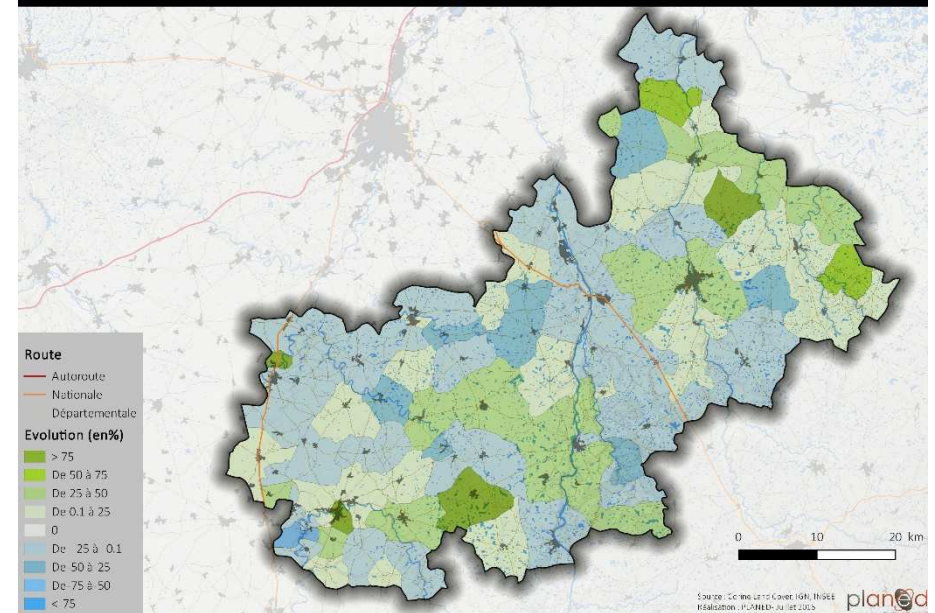 Route
Autoroute
Nationale
Départementale
Evolution (en%)
> 75
De 50 à 75
De 25 à 50
De 0.1 à 25
0
De -25 à -0.1
De -50 à 25
De-75 à-50
< 75
0 10 20 km
Source : Corine Land Cover, IGN, INSEE
Réalisation : PLANED- Juillet 2015
planed